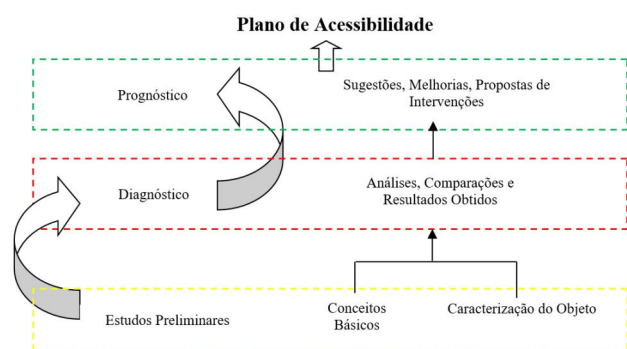 Plano de Acessibilidade
Prognóstico
Sugestões, Melhorias, Propostas de
Intervenções
Diagnóstico
Análises, Comparações e
Resultados Obtidos
Estudos Preliminares
Conceitos
Básicos
Caracterização do Objeto